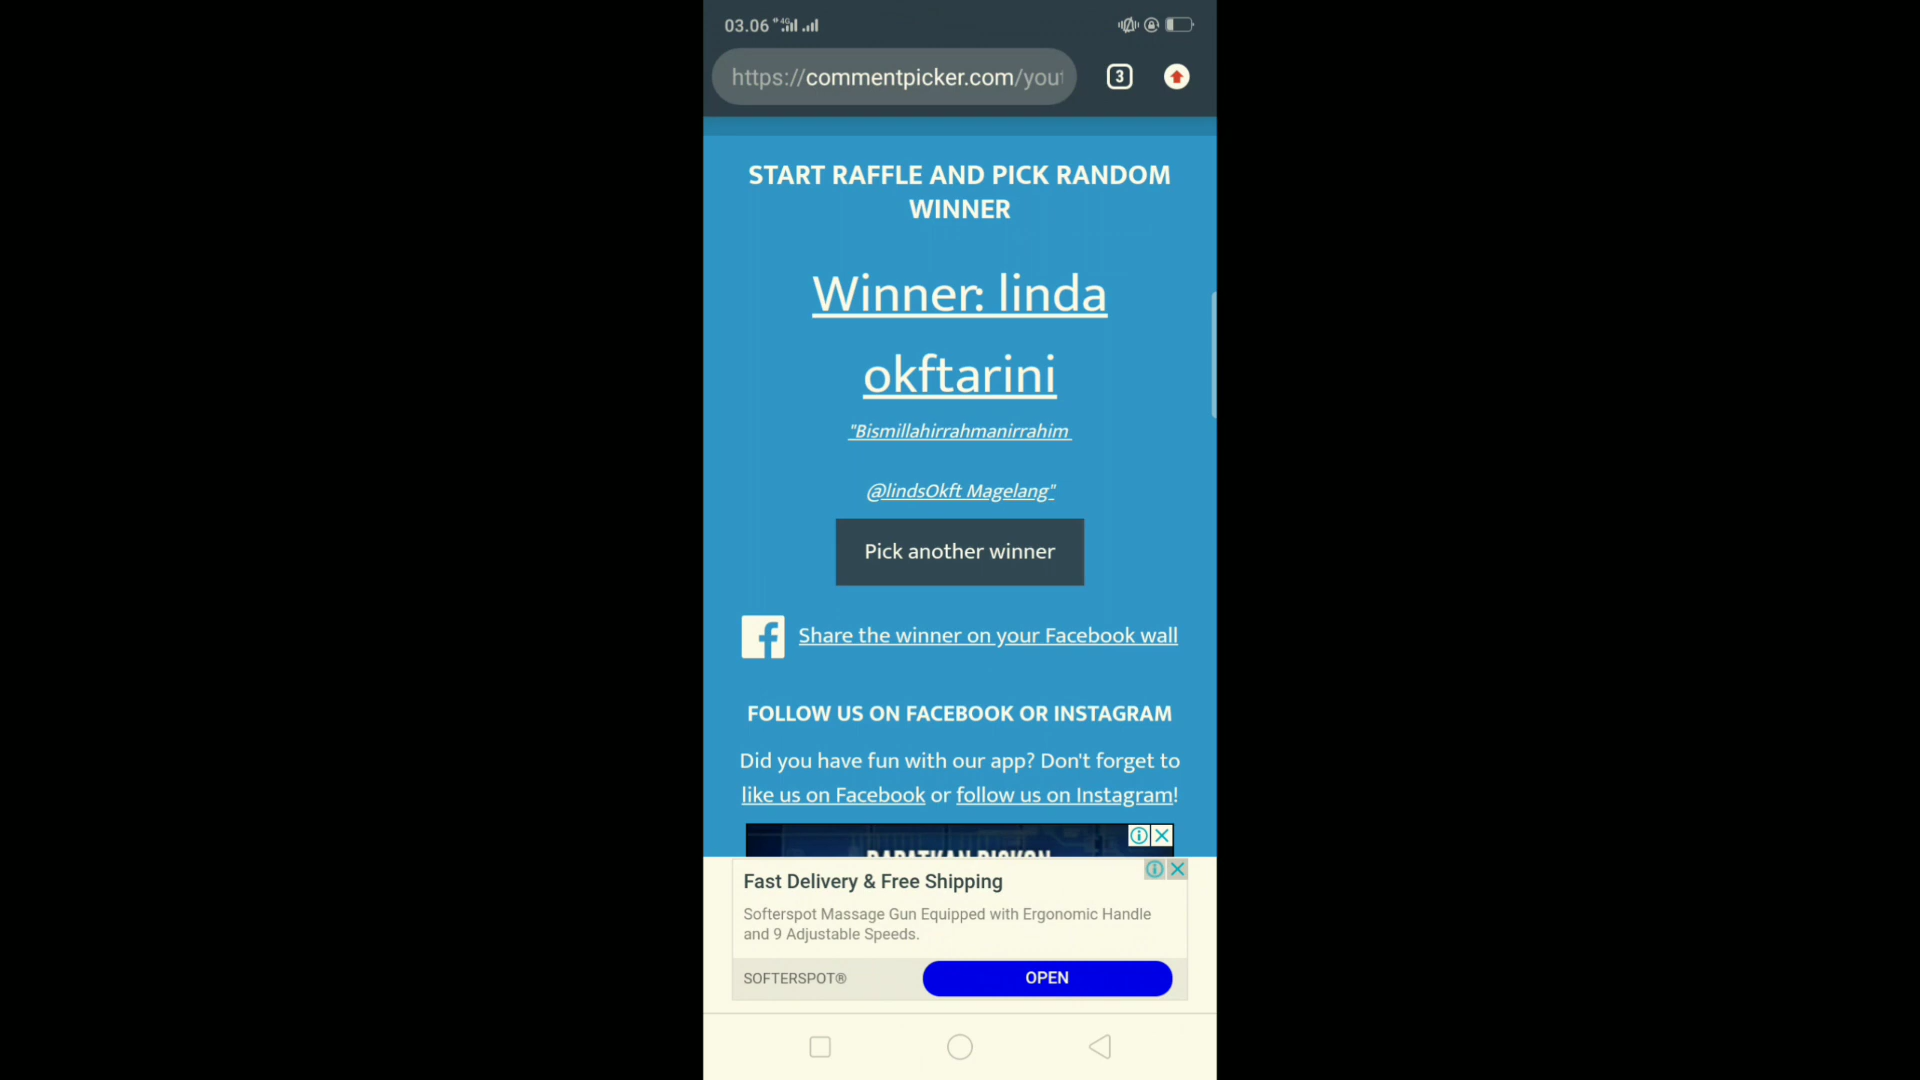 03.06 4G
https://commentpicker.com/yout
3
START RAFFLE AND PICK RANDOM
WINNER
Winner: linda
okftarini
"Bismillahirrahmanirrahim
@lindsOkft Magelang"
Pick another winner
Share the winner on your Facebook wall
FOLLOW US ON FACEBOOK OR INSTAGRAM
Did you have fun with our app? Don't forget to
like us on Facebook or follow us on Instagram!
DAPATKAN DISKON
Fast Delivery & Free Shipping
Softerspot Massage Gun Equipped with Ergonomic Handle
and 9 Adjustable Speeds.
SOFTERSPOT®
OPEN